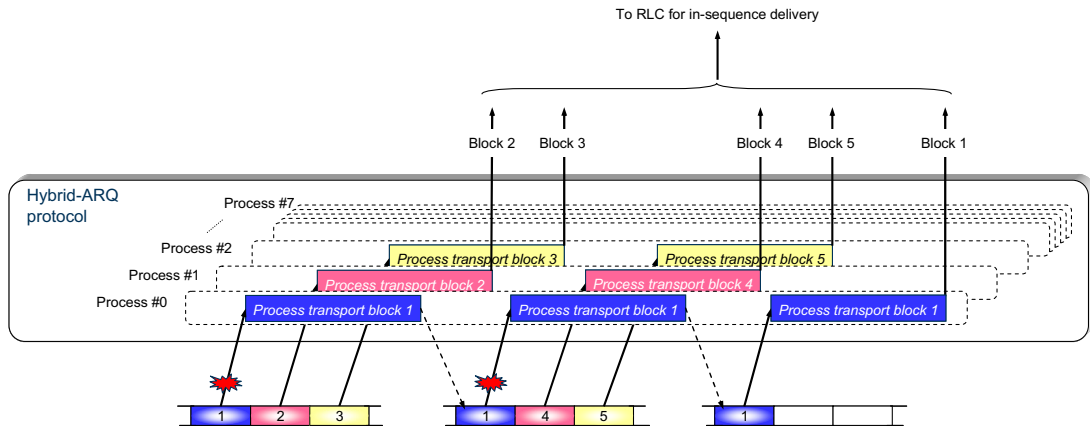 To RLC for in-sequence delivery
Block 2
Block 3
Block 4
Block 5
Block 1
Hybrid-ARQ
protocol
Process #7
Process #2
Process #1
Process #0
Process transport block 3
Process transport block 5
Process transport block 2
Process transport block 4
Process transport block 1
Process transport block 1
Process transport block 1
1
2
3
1
4
5
1